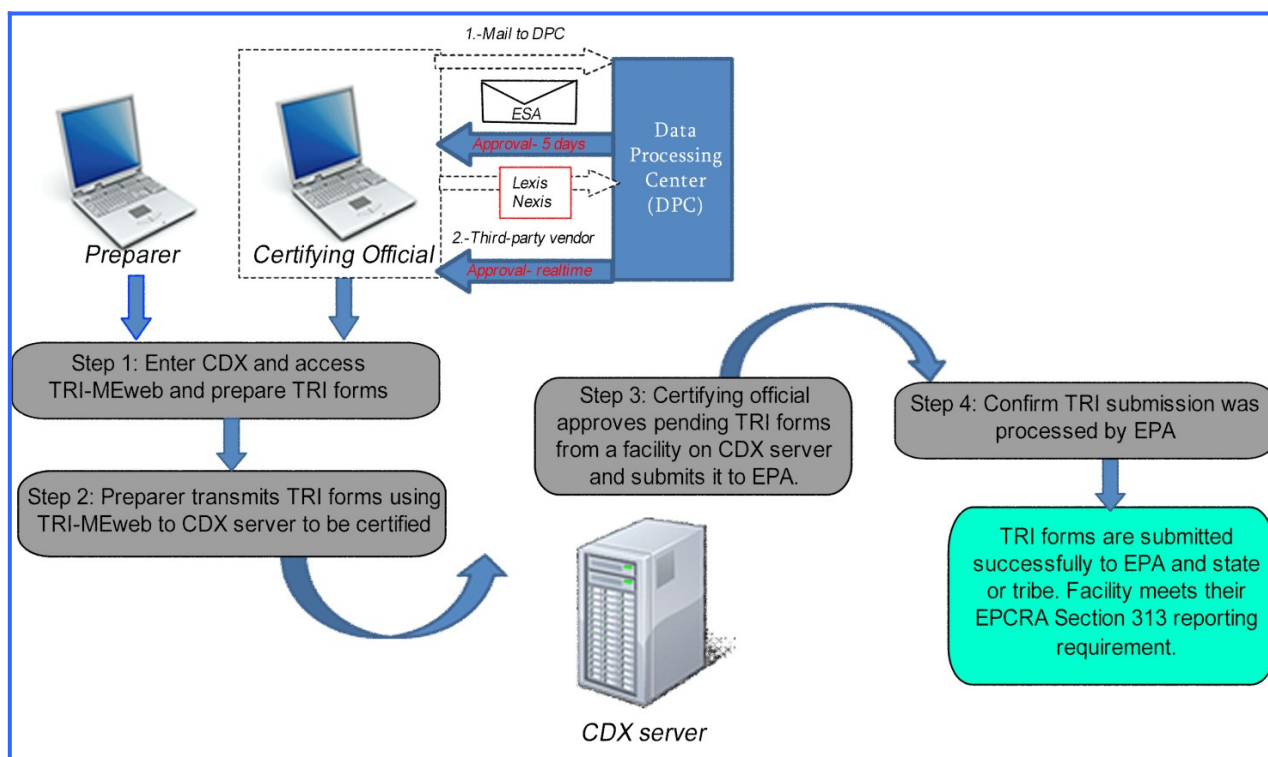 1.-Mail to DPC
ESA
Approval- 5 days
Lexis
Nexis
2.-Third-party vendor
Approval- realtime
Data
Processing
Center
(DPC)
Preparer
Certifying Official
Step 1: Enter CDX and access
TRI-MEweb and prepare TRI forms
Step 2: Preparer transmits TRI forms using
TRI-MEweb to CDX server to be certified
Step 3: Certifying official
approves pending TRI forms
from a facility on CDX server
and submits it to EPA.
CDX server
Step 4: Confirm TRI submission was
processed by EPA
TRI forms are submitted
successfully to EPA and state
or tribe. Facility meets their
EPCRA Section 313 reporting
requirement.